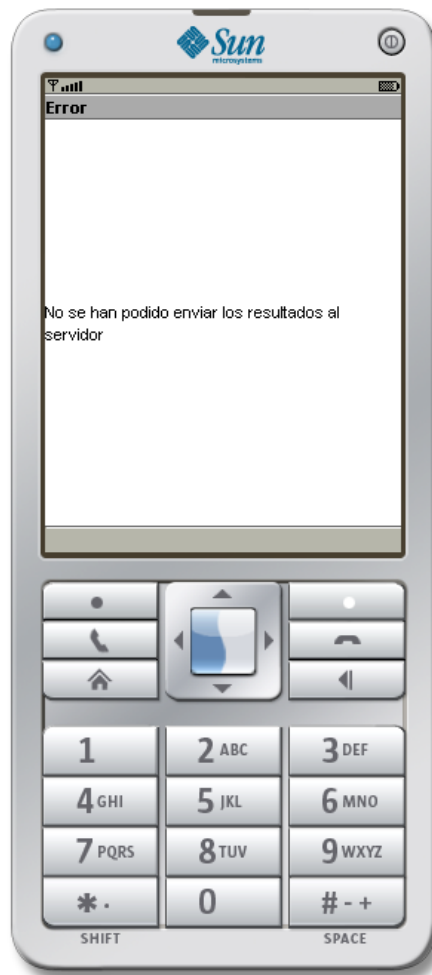 Sun
microsystems
Error
No se han podido enviar los resultados al
servidor
1
2 ABC
3 DEF
4 GHI
5 JKL
6 MNO
7 PQRS
8 TUV
9 WXYZ
* .
0
# - +
SHIFT
SPACE